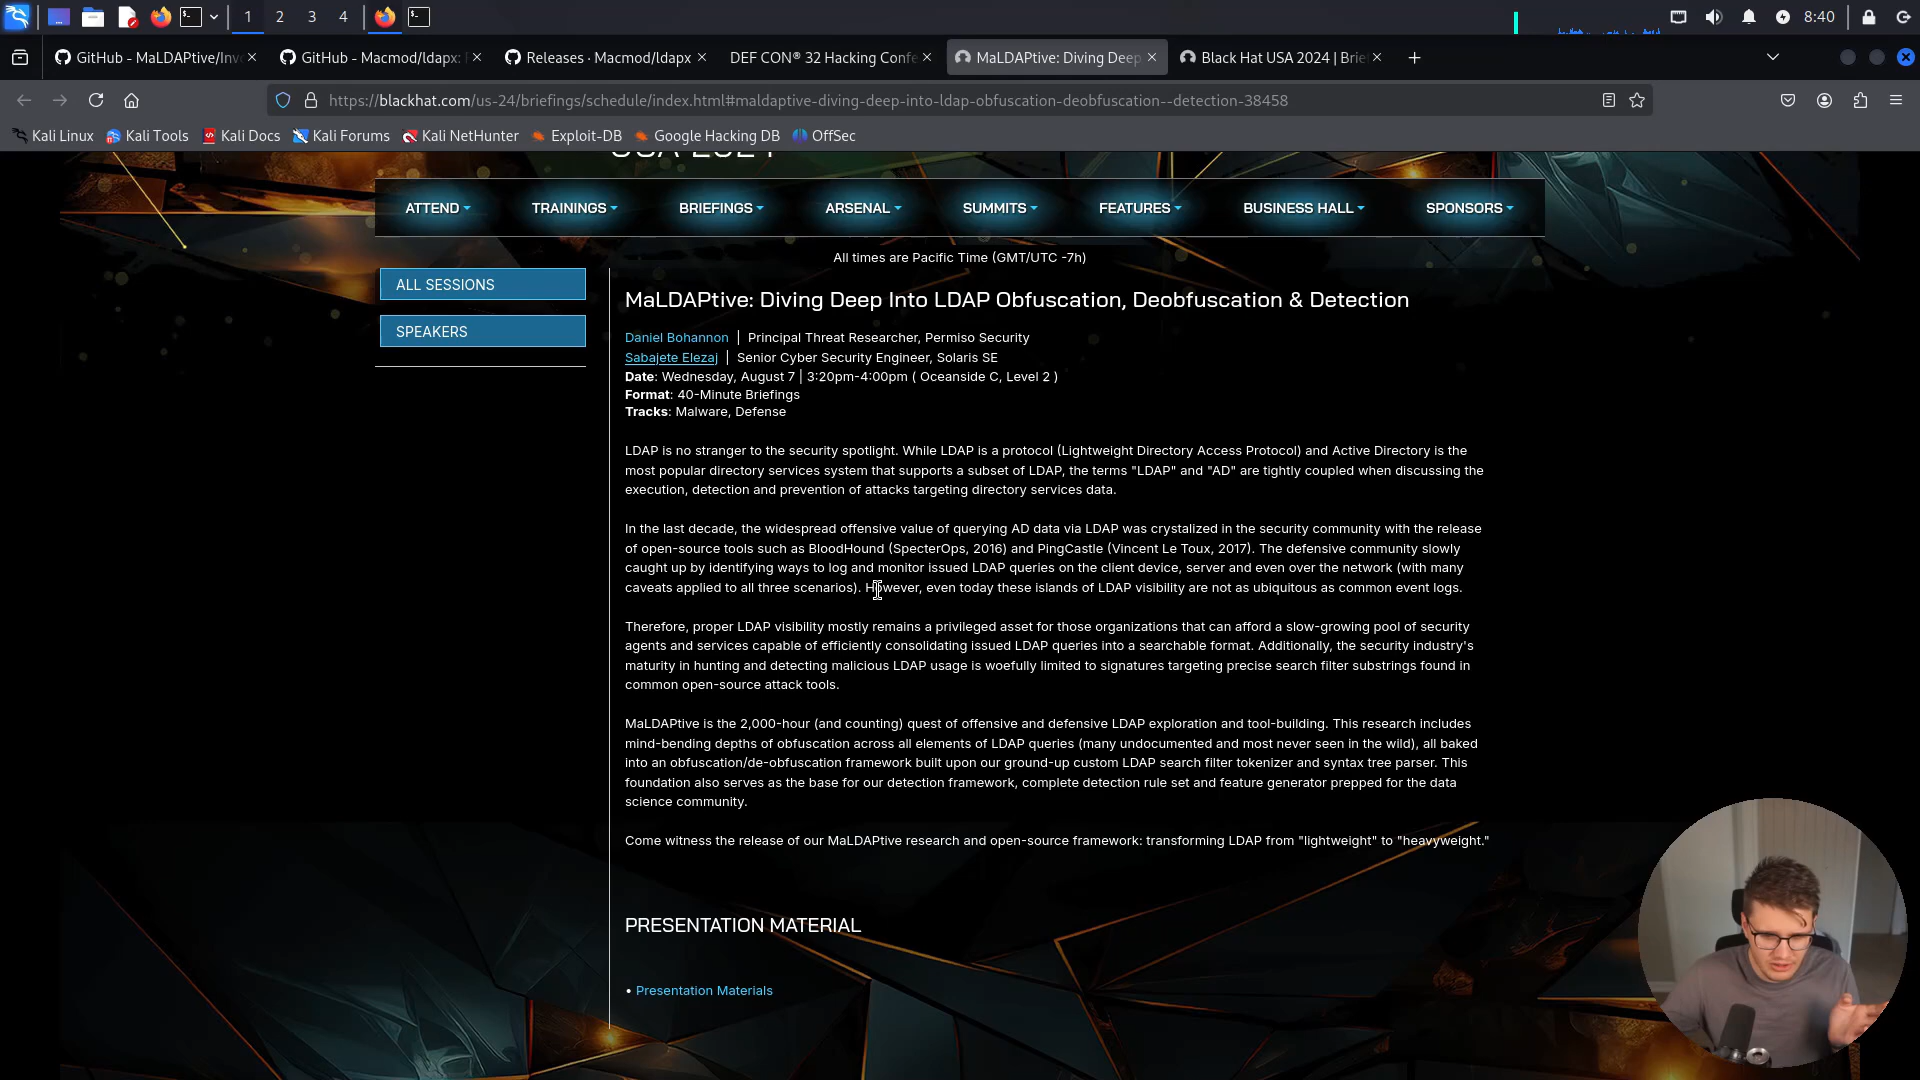 1 2 3 4 8:40
GitHub - MaLDAPtive/Inv
GitHub - Macmod/ldapx:
Releases · Macmod/ldapx
DEF CON® 32 Hacking Confe
MaLDAPtive: Diving Deep
Black Hat USA 2024 | Brie
https://blackhat.com/us-24/briefings/schedule/index.html#maldaptive-diving-deep-into-ldap-obfuscation-deobfuscation--detection-38458
Kali Linux Kali Tools Kali Docs Kali Forums Kali NetHunter Exploit-DB Google Hacking DB OffSec
ATTEND TRAININGS BRIEFINGS ARSENAL SUMMITS FEATURES BUSINESS HALL SPONSORS
All times are Pacific Time (GMT/UTC -7h)
ALL SESSIONS
SPEAKERS
MaLDAPtive: Diving Deep Into LDAP Obfuscation, Deobfuscation & Detection
Daniel Bohannon | Principal Threat Researcher, Permiso Security
Sabajete Elezaj | Senior Cyber Security Engineer, Solaris SE
Date: Wednesday, August 7 | 3:20pm-4:00pm ( Oceanside C, Level 2 )
Format: 40-Minute Briefings
Tracks: Malware, Defense
LDAP is no stranger to the security spotlight. While LDAP is a protocol (Lightweight Directory Access Protocol) and Active Directory is the
most popular directory services system that supports a subset of LDAP, the terms "LDAP" and "AD" are tightly coupled when discussing the
execution, detection and prevention of attacks targeting directory services data.
In the last decade, the widespread offensive value of querying AD data via LDAP was crystalized in the security community with the release
of open-source tools such as BloodHound (SpecterOps, 2016) and PingCastle (Vincent Le Toux, 2017). The defensive community slowly
caught up by identifying ways to log and monitor issued LDAP queries on the client device, server and even over the network (with many
caveats applied to all three scenarios). However, even today these islands of LDAP visibility are not as ubiquitous as common event logs.
Therefore, proper LDAP visibility mostly remains a privileged asset for those organizations that can afford a slow-growing pool of security
agents and services capable of efficiently consolidating issued LDAP queries into a searchable format. Additionally, the security industry's
maturity in hunting and detecting malicious LDAP usage is woefully limited to signatures targeting precise search filter substrings found in
common open-source attack tools.
MaLDAPtive is the 2,000-hour (and counting) quest of offensive and defensive LDAP exploration and tool-building. This research includes
mind-bending depths of obfuscation across all elements of LDAP queries (many undocumented and most never seen in the wild), all baked
into an obfuscation/de-obfuscation framework built upon our ground-up custom LDAP search filter tokenizer and syntax tree parser. This
foundation also serves as the base for our detection framework, complete detection rule set and feature generator prepped for the data
science community.
Come witness the release of our MaLDAPtive research and open-source framework: transforming LDAP from "lightweight" to "heavyweight."
PRESENTATION MATERIAL
• Presentation Materials